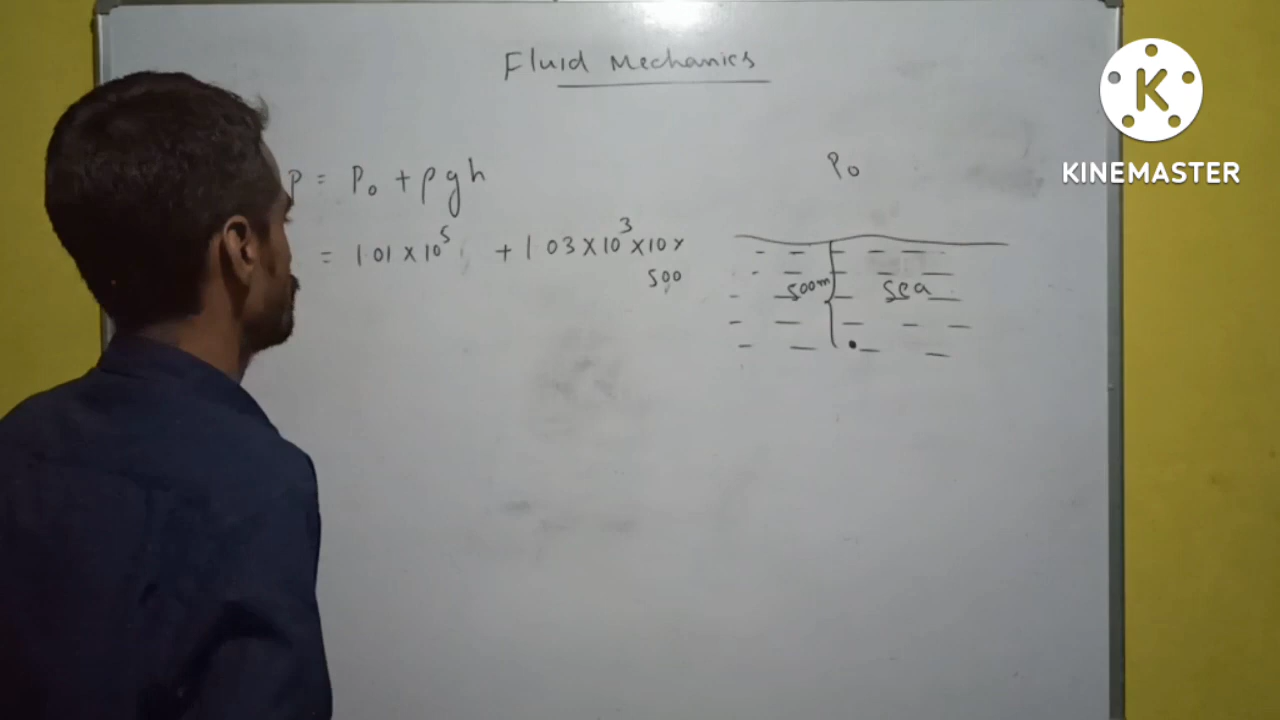 Fluid Mechanics
K
KINEMASTER
P = P₀ + ρgh
= 1.01 × 10⁵ + 1.03 × 10³ × 10 ×
500
P₀
500m
sea